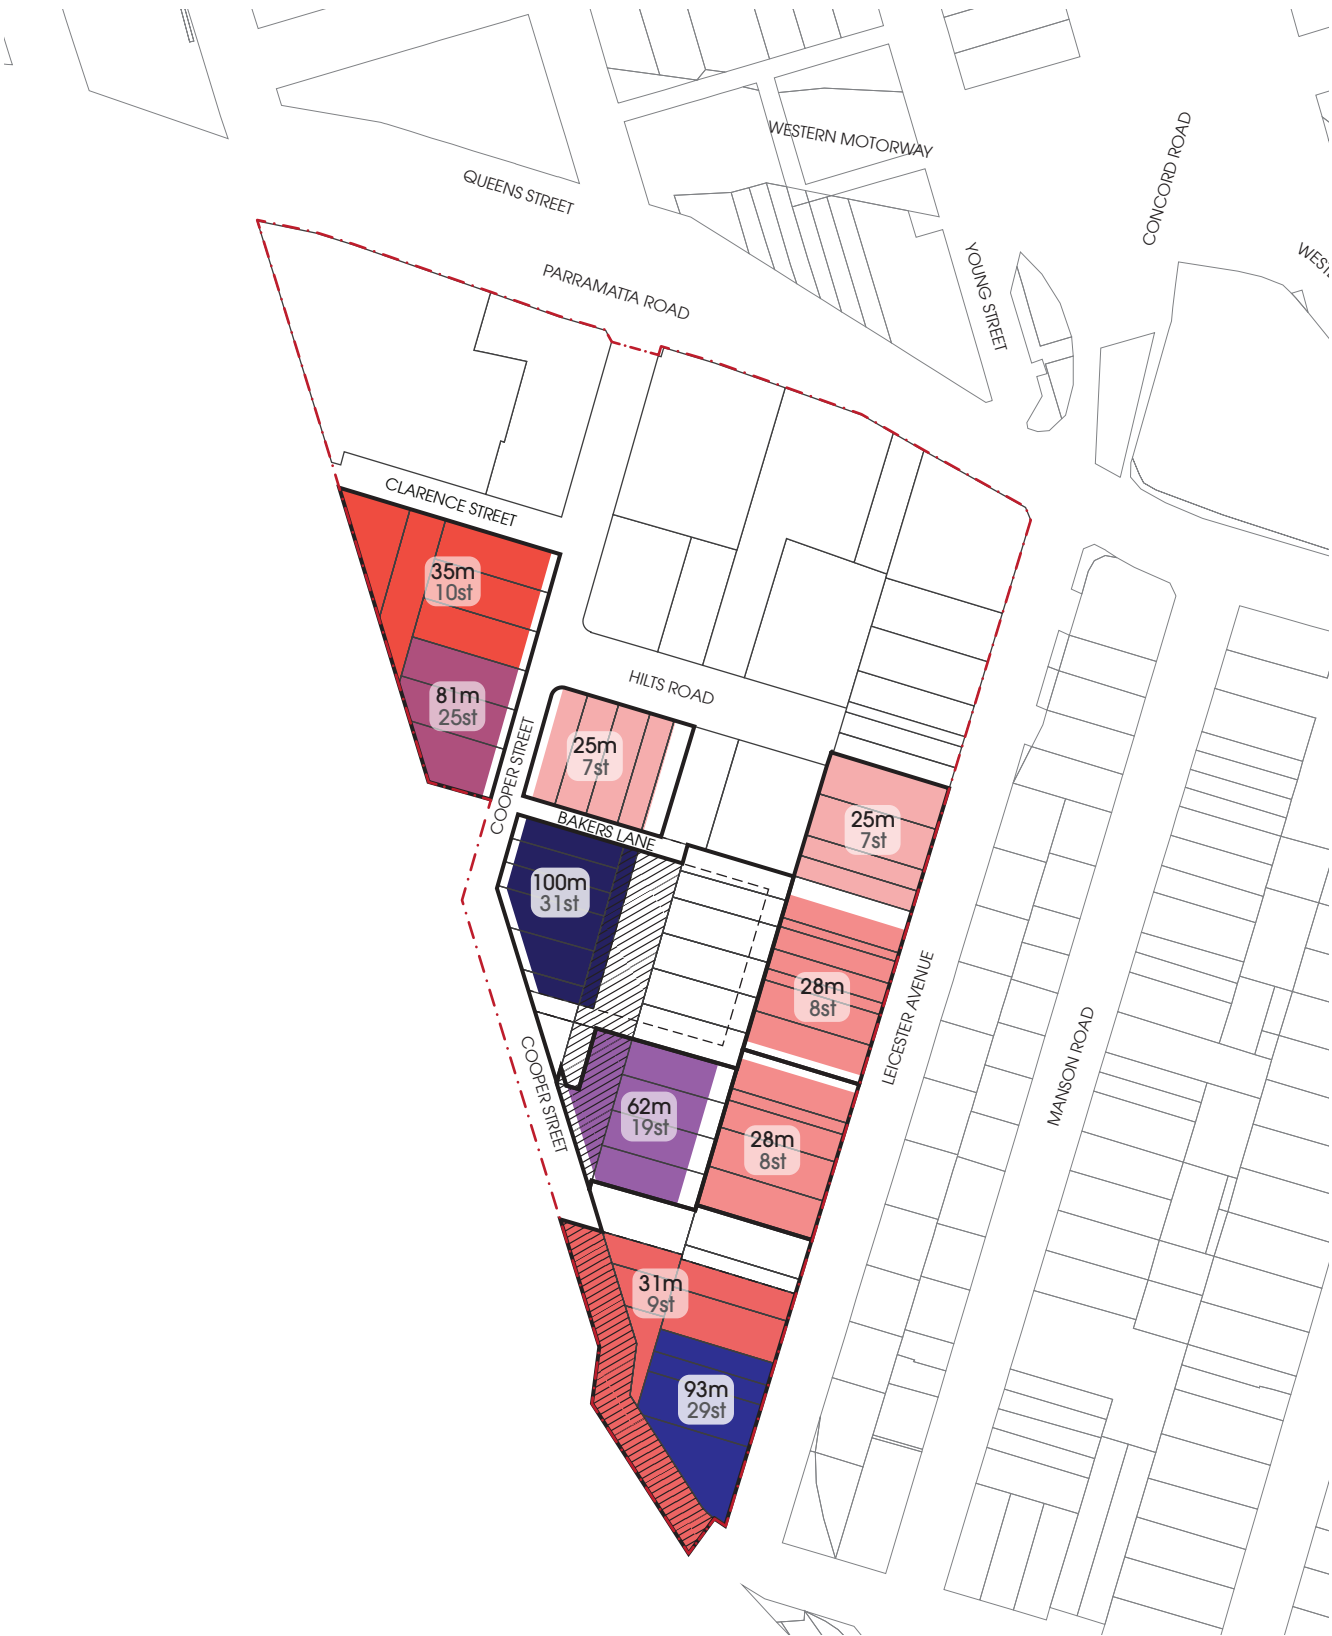 WESTERN MOTORWAY
CONCORD ROAD
QUEENS STREET
YOUNG STREET
PARRAMATTA ROAD
CLARENCE STREET
35m
10st
HILTS ROAD
81m
25st
COOPER STREET
25m
7st
BAKERS LANE
25m
7st
100m
31st
28m
8st
LEICESTER AVENUE
MANSON ROAD
COOPER STREET
62m
19st
28m
8st
31m
9st
93m
29st